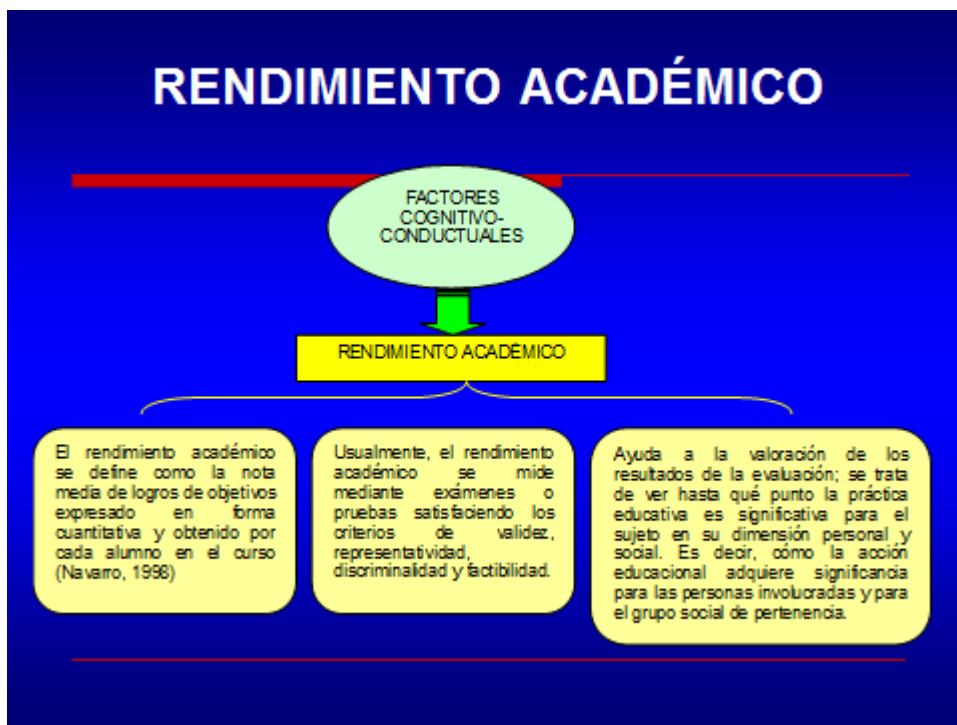 RENDIMIENTO ACADÉMICO
FACTORES
COGNITIVO-
CONDUCTUALES
RENDIMIENTO ACADÉMICO
El rendimiento académico
se define como la nota
media de logros de objetivos
expresado en forma
cuantitativa y obtenido por
cada alumno en el curso
(Navarro, 1998)
Usualmente, el rendimiento
académico se mide
mediante exámenes o
pruebas satisfaciendo los
criterios de validez,
representatividad,
discriminalidad y factibilidad.
Ayuda a la valoración de los
resultados de la evaluación; se trata
de ver hasta qué punto la práctica
educativa es significativa para el
sujeto en su dimensión personal y
social. Es decir, cómo la acción
educacional adquiere significancia
para las personas involucradas y para
el grupo social de pertenencia.